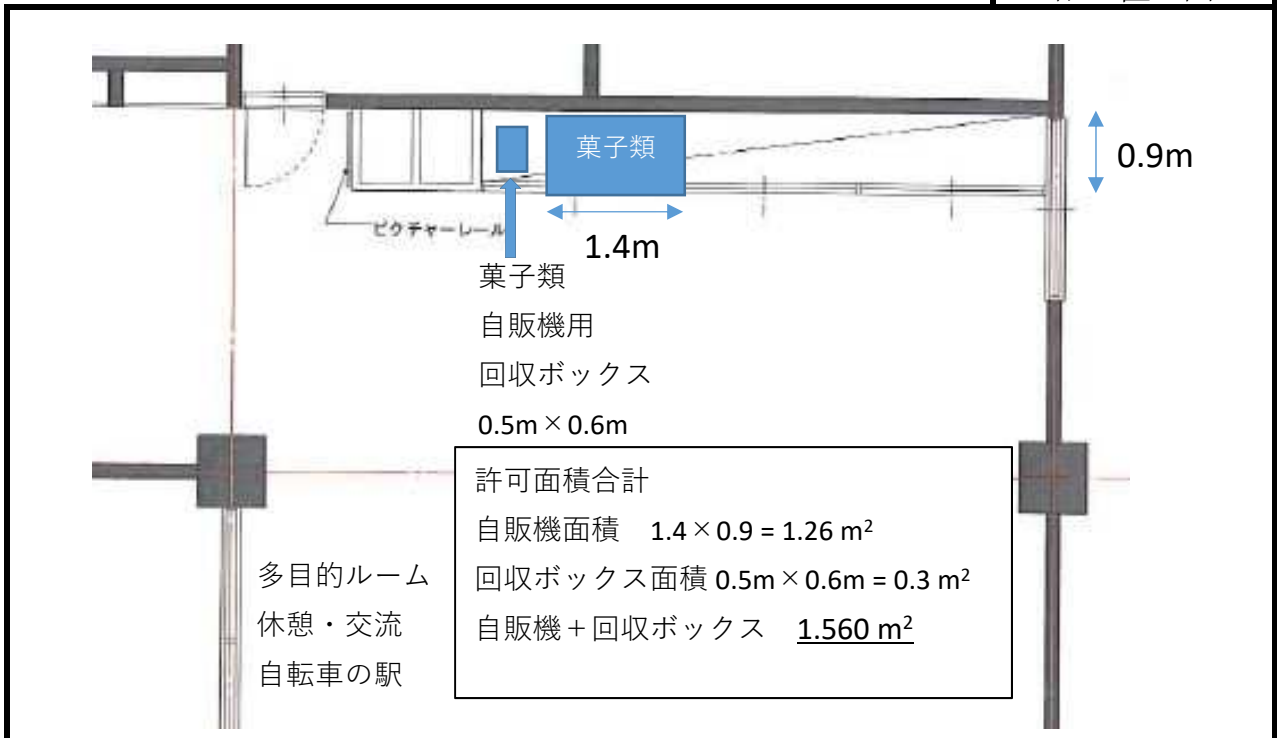 菓子類
0.9m
ピクチャーレール
1.4m
菓子類
自販機用
回収ボックス
0.5m×0.6m
許可面積合計
自販機面積　1.4×0.9 = 1.26 m²
回収ボックス面積 0.5m×0.6m = 0.3 m²
自販機＋回収ボックス　1.560 m²
多目的ルーム
休憩・交流
自転車の駅